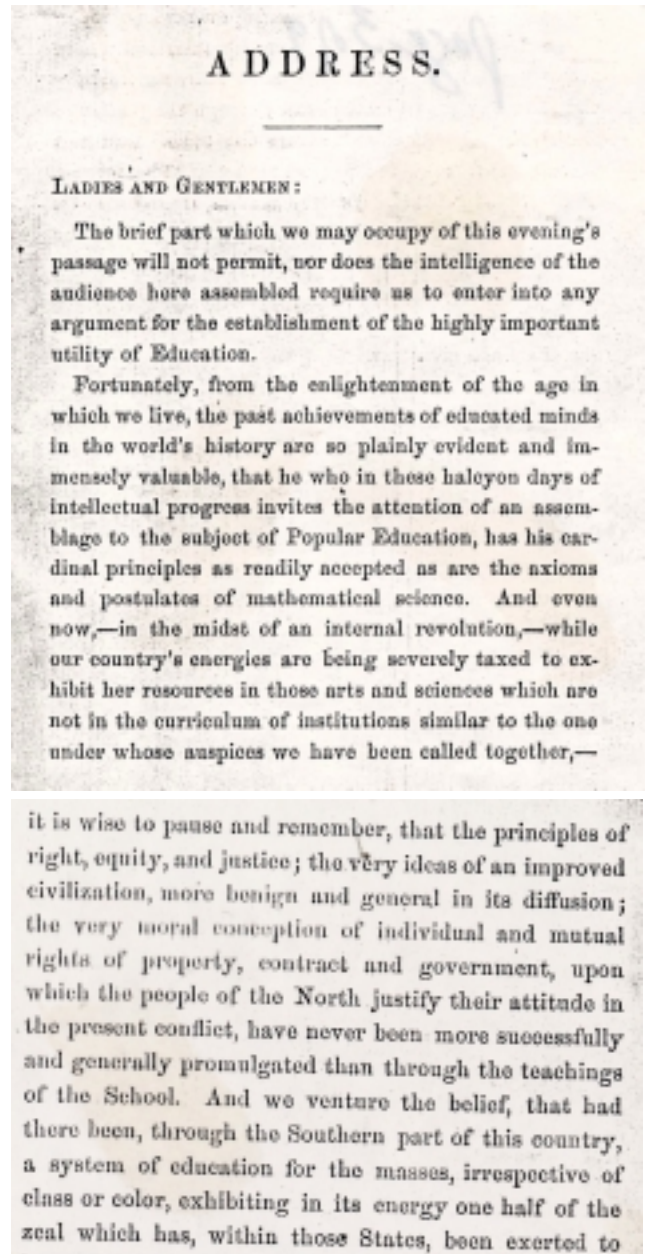 ADDRESS.
LADIES AND GENTLEMEN:
The brief part which we may occupy of this evening's
passage will not permit, nor does the intelligence of the
audience here assembled require us to enter into any
argument for the establishment of the highly important
utility of Education.
Fortunately, from the enlightenment of the age in
which we live, the past achievements of educated minds
in the world's history are so plainly evident and im-
mensely valuable, that he who in these halcyon days of
intellectual progress invites the attention of an assem-
blage to the subject of Popular Education, has his car-
dinal principles as readily accepted as are the axioms
and postulates of mathematical science. And even
now,—in the midst of an internal revolution,—while
our country's energies are being severely taxed to ex-
hibit her resources in those arts and sciences which are
not in the curriculum of institutions similar to the one
under whose auspices we have been called together,—
it is wise to pause and remember, that the principles of
right, equity, and justice; the very ideas of an improved
civilization, more benign and general in its diffusion;
the very moral conception of individual and mutual
rights of property, contract and government, upon
which the people of the North justify their attitude in
the present conflict, have never been more successfully
and generally promulgated than through the teachings
of the School. And we venture the belief, that had
there been, through the Southern part of this country,
a system of education for the masses, irrespective of
class or color, exhibiting in its energy one half of the
zeal which has, within those States, been exerted to